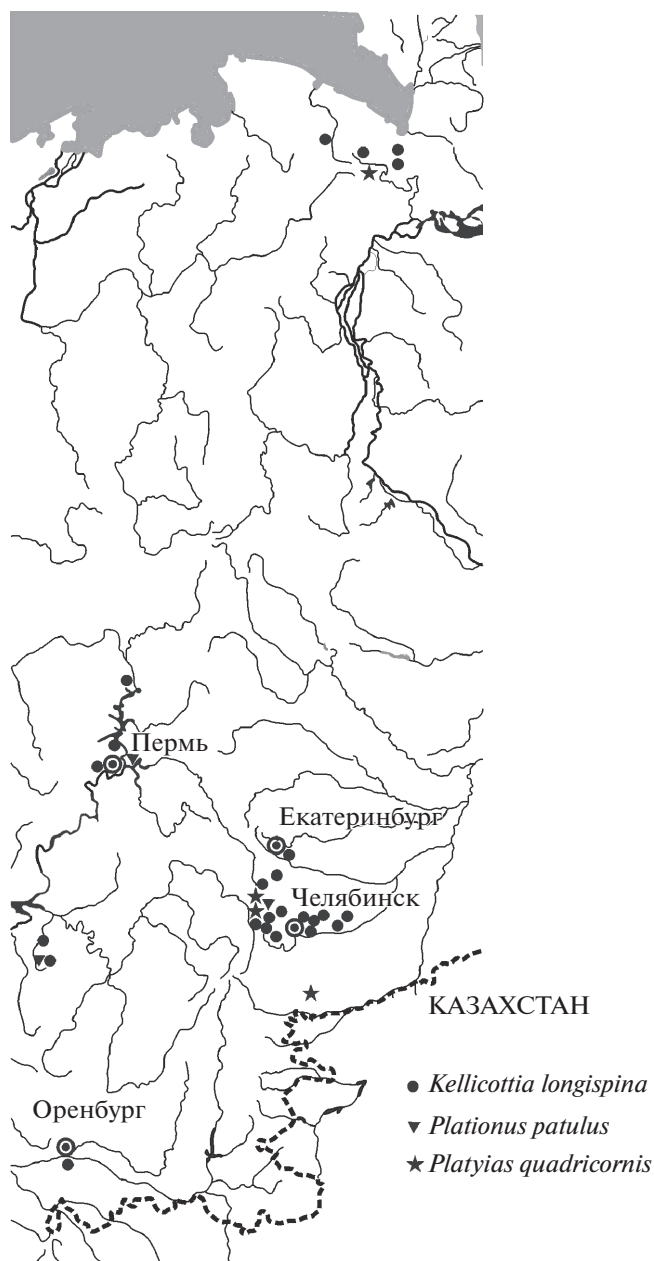 Пермь
Екатеринбург
Челябинск
КАЗАХСТАН
Kellicottia longispina
Оренбург
Plationus patulus
Platyias quadricornis